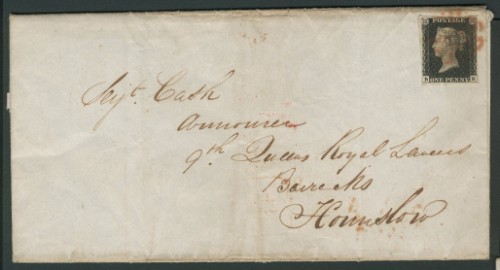 POSTAGE
ONE PENNY
Serjt. Cash
Armourer
9th Queens Royal Lancers
Barracks
Hounslow